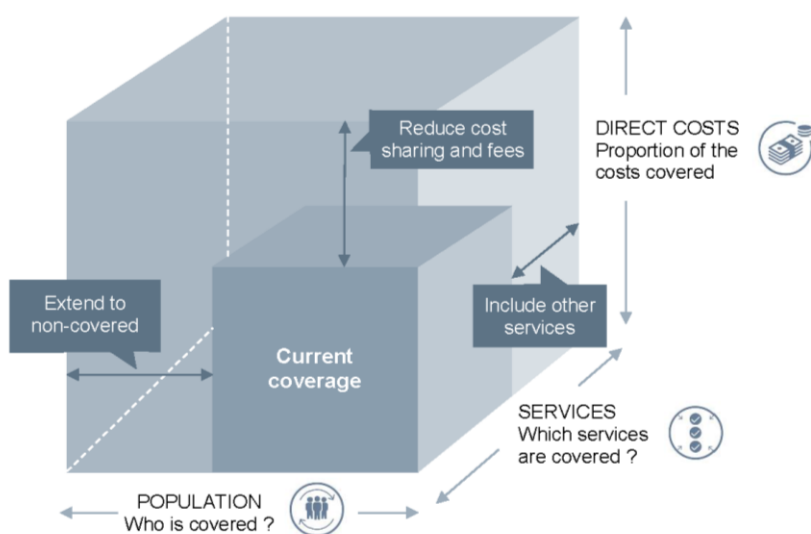 Reduce cost
sharing and fees
DIRECT COSTS
Proportion of the
costs covered
Extend to
non-covered
Include other
services
Current
coverage
SERVICES
Which services
are covered ?
POPULATION
Who is covered ?